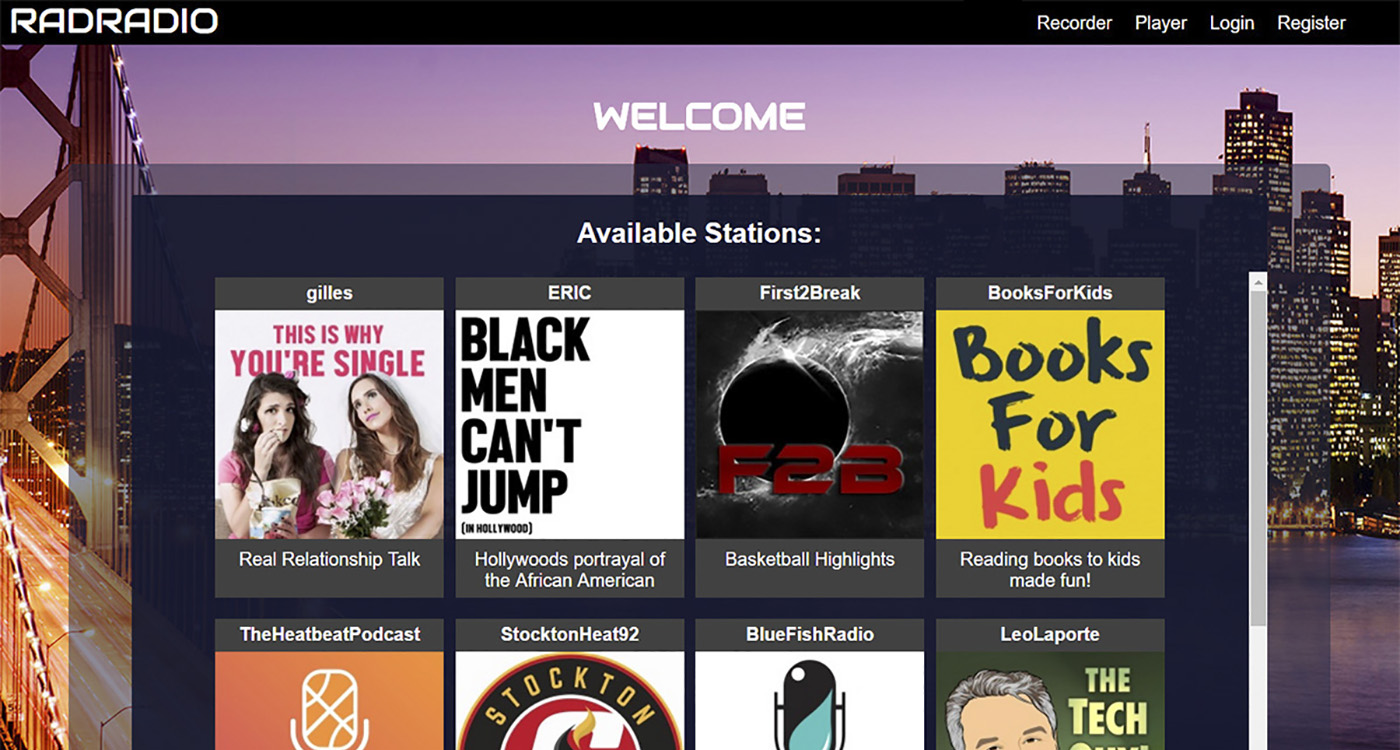 RADRADIO
Recorder Player Login Register
WELCOME
Available Stations:
gilles
THIS IS WHY
YOU'RE SINGLE
Real Relationship Talk
ERIC
BLACK
MEN
CAN'T
JUMP
(IN HOLLYWOOD)
Hollywoods portrayal of
the African American
First2Break
F2B
Basketball Highlights
BooksForKids
Books
For
Kids
Reading books to kids
made fun!
TheHeatbeatPodcast
StocktonHeat92
STOCKTON
BlueFishRadio
LeoLaporte
THE
TECH